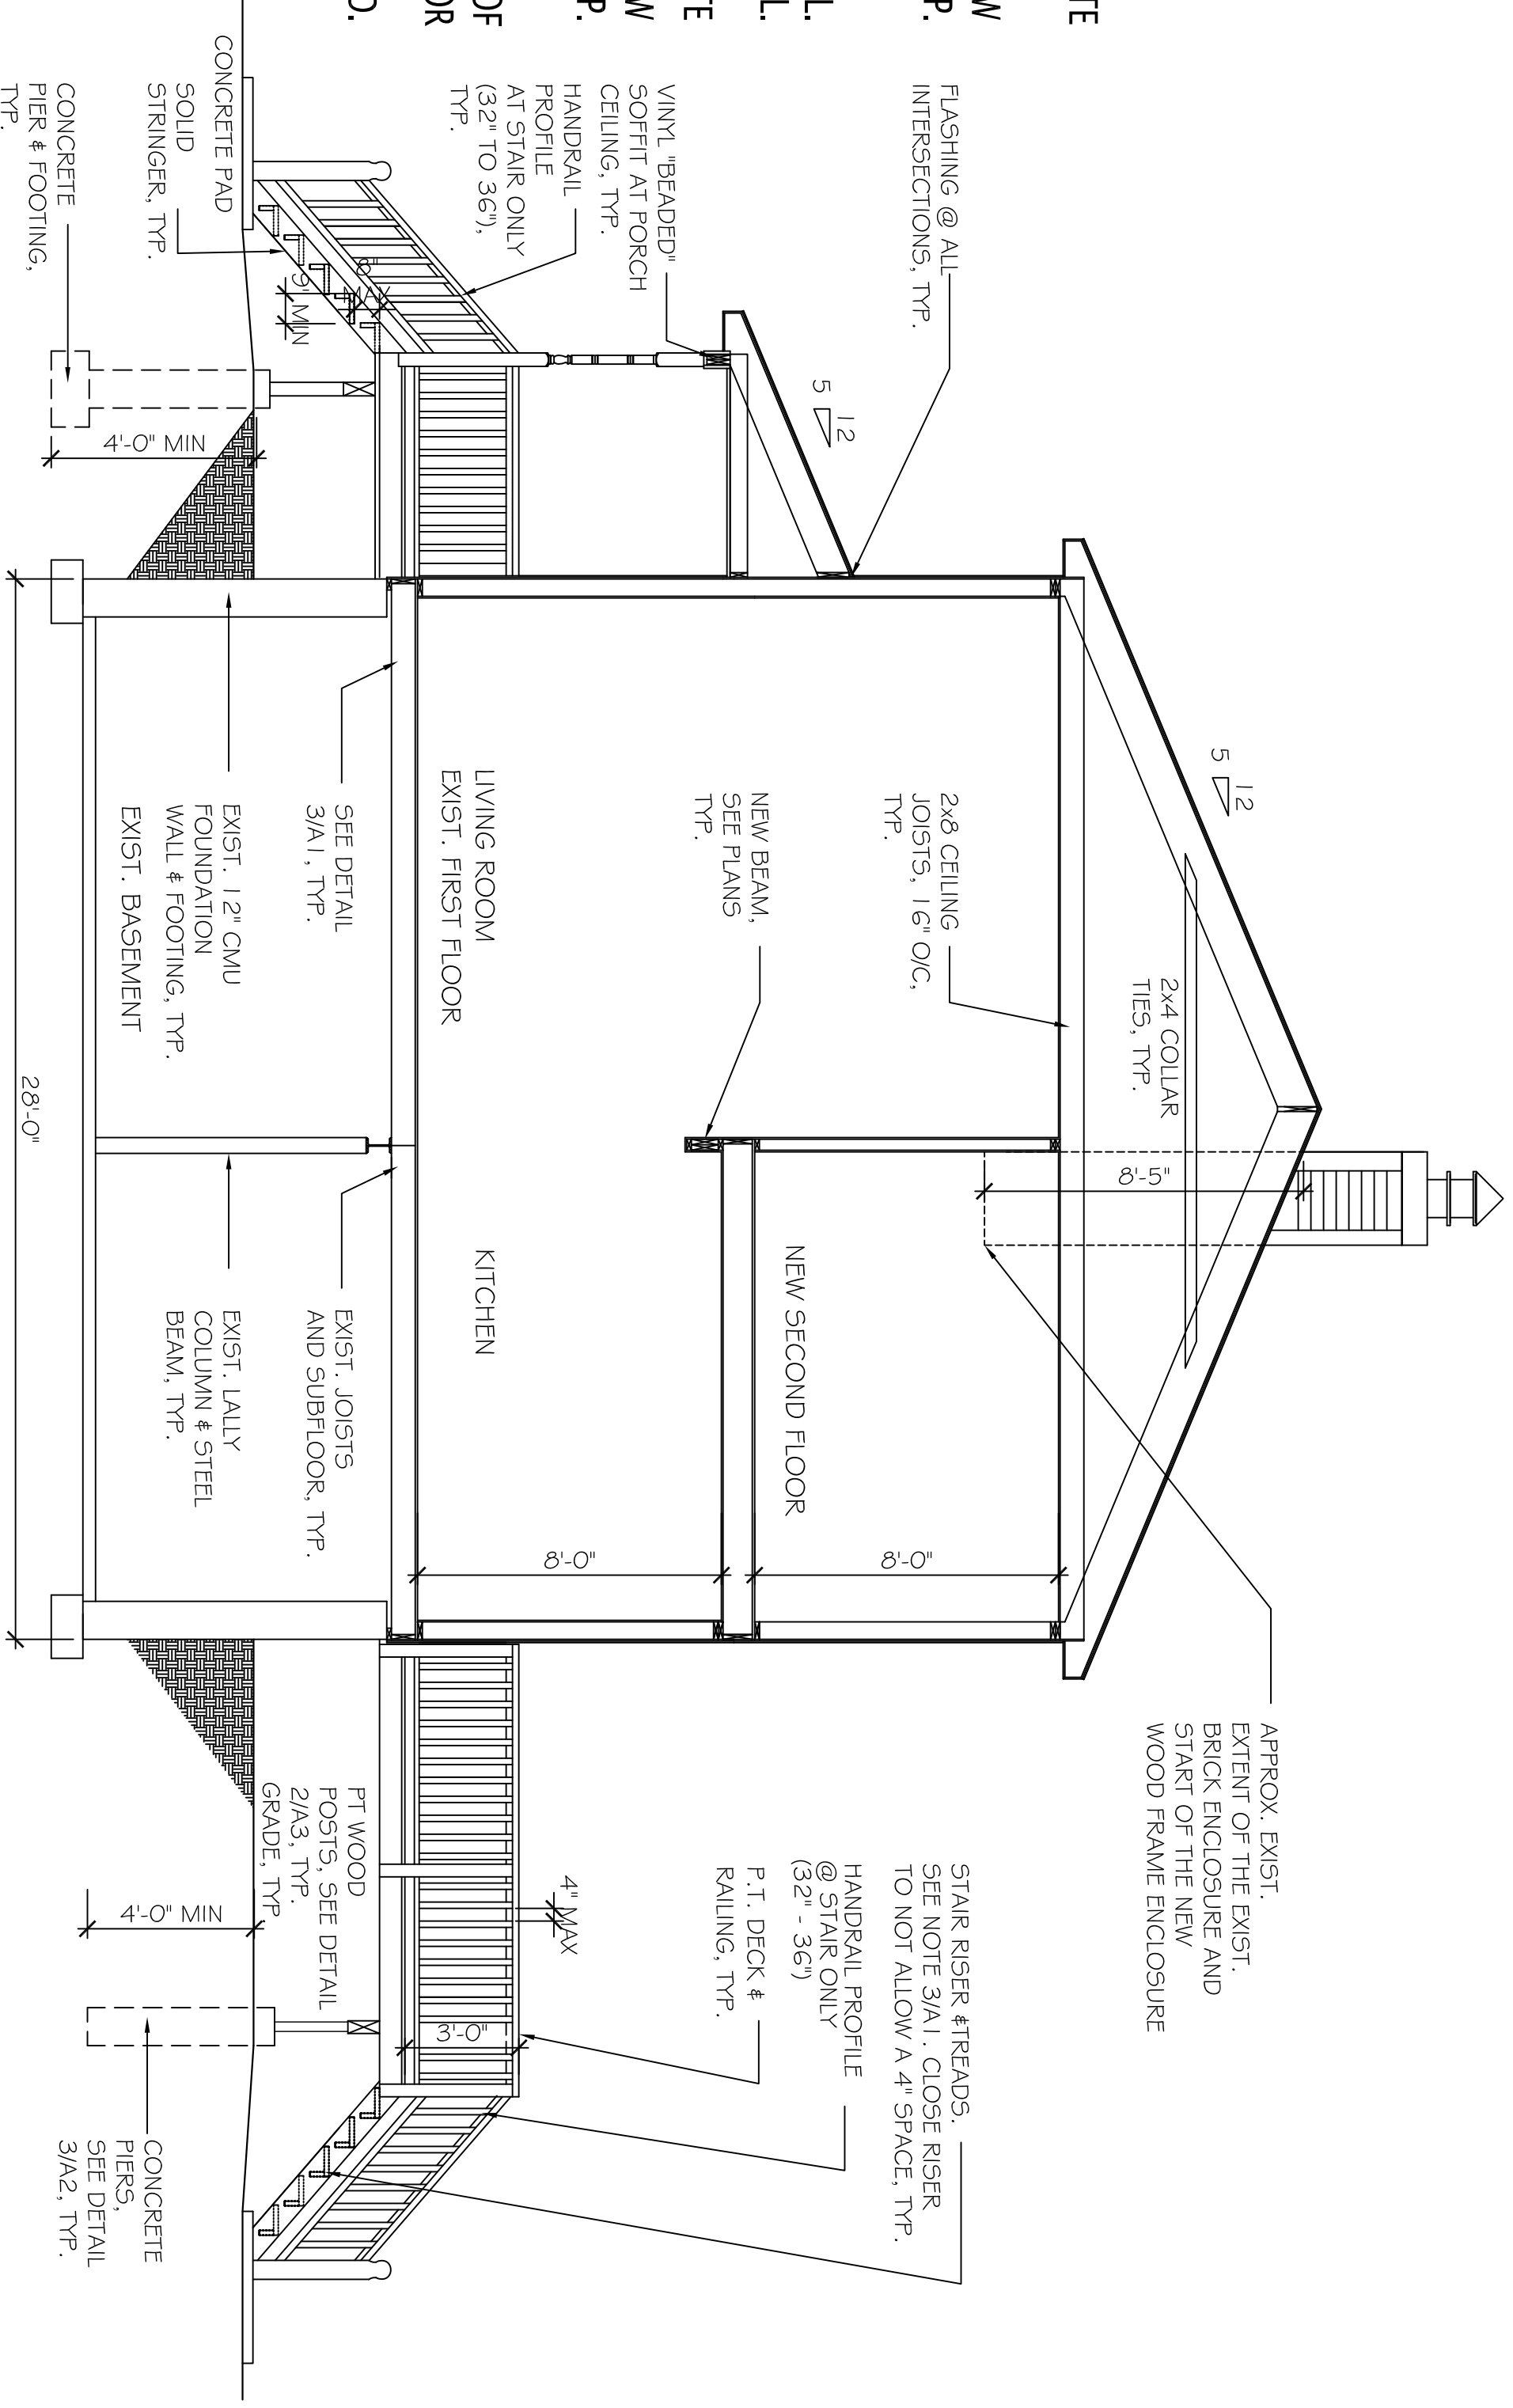 TE
W
P.
L.
L.
TE
W
P.
OF
OR
O.
FLASHING @ ALL
INTERSECTIONS, TYP.
VINYL "BEADED"
SOFFIT AT PORCH
CEILING, TYP.
HANDRAIL
PROFILE
AT STAIR ONLY
(32" TO 36"),
TYP.
CONCRETE PAD
SOLID
STRINGER, TYP.
CONCRETE
PIER & FOOTING,
TYP.
8"
MAX
9" MIN
4'-0" MIN
12
5
12
5
2x4 COLLAR
TIES, TYP.
8'-5"
2x8 CEILING
JOISTS, 16" O/C,
TYP.
NEW BEAM,
SEE PLANS
TYP.
NEW SECOND FLOOR
LIVING ROOM
EXIST. FIRST FLOOR
KITCHEN
8'-0"
8'-0"
SEE DETAIL
3/A1, TYP.
EXIST. JOISTS
AND SUBFLOOR, TYP.
EXIST. 12" CMU
FOUNDATION
WALL & FOOTING, TYP.
EXIST. BASEMENT
EXIST. LALLY
COLUMN & STEEL
BEAM, TYP.
28'-0"
APPROX. EXIST.
EXTENT OF THE EXIST.
BRICK ENCLOSURE AND
START OF THE NEW
WOOD FRAME ENCLOSURE
STAIR RISER &TREADS.
SEE NOTE 3/A1. CLOSE RISER
TO NOT ALLOW A 4" SPACE, TYP.
HANDRAIL PROFILE
@ STAIR ONLY
(32" - 36")
P.T. DECK &
RAILING, TYP.
4" MAX
3'-0"
PT WOOD
POSTS, SEE DETAIL
2/A3, TYP.
GRADE, TYP
4'-0" MIN
CONCRETE
PIERS,
SEE DETAIL
3/A2, TYP.